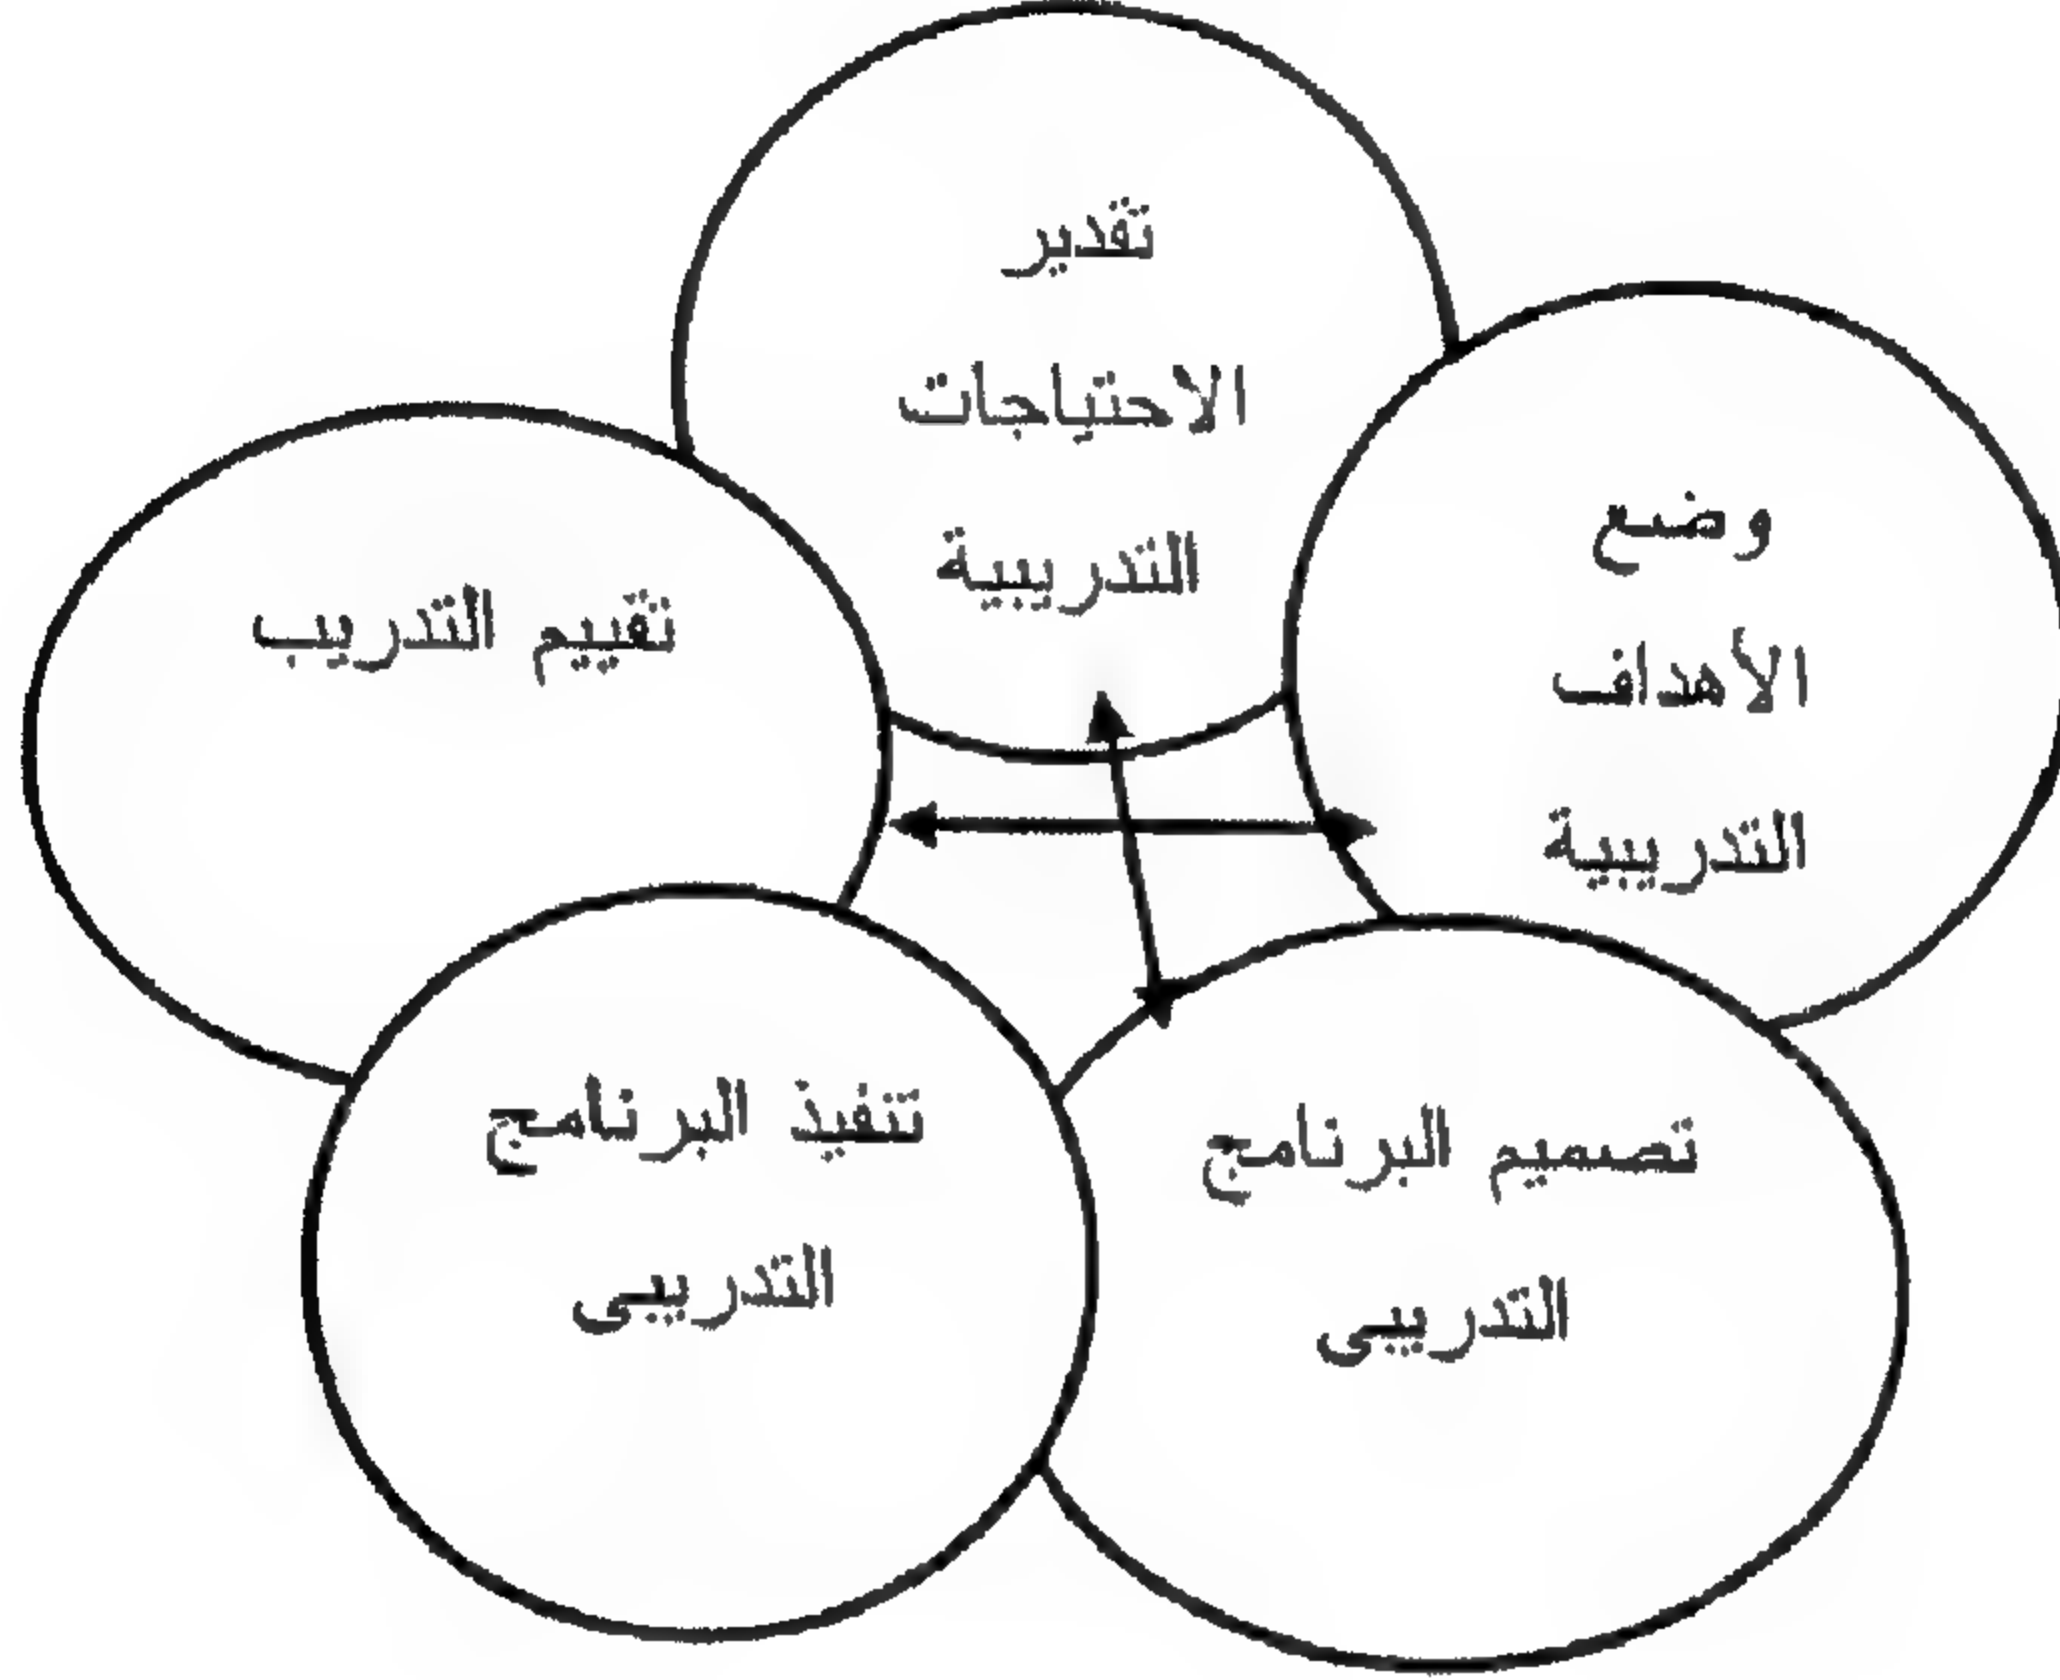 تقدير
الاحتياجات
التدريبية
وضع
الأهداف
التدريبية
تقييم التدريب
تصميم البرنامج
التدريبى
تنفيذ البرنامج
التدريبى